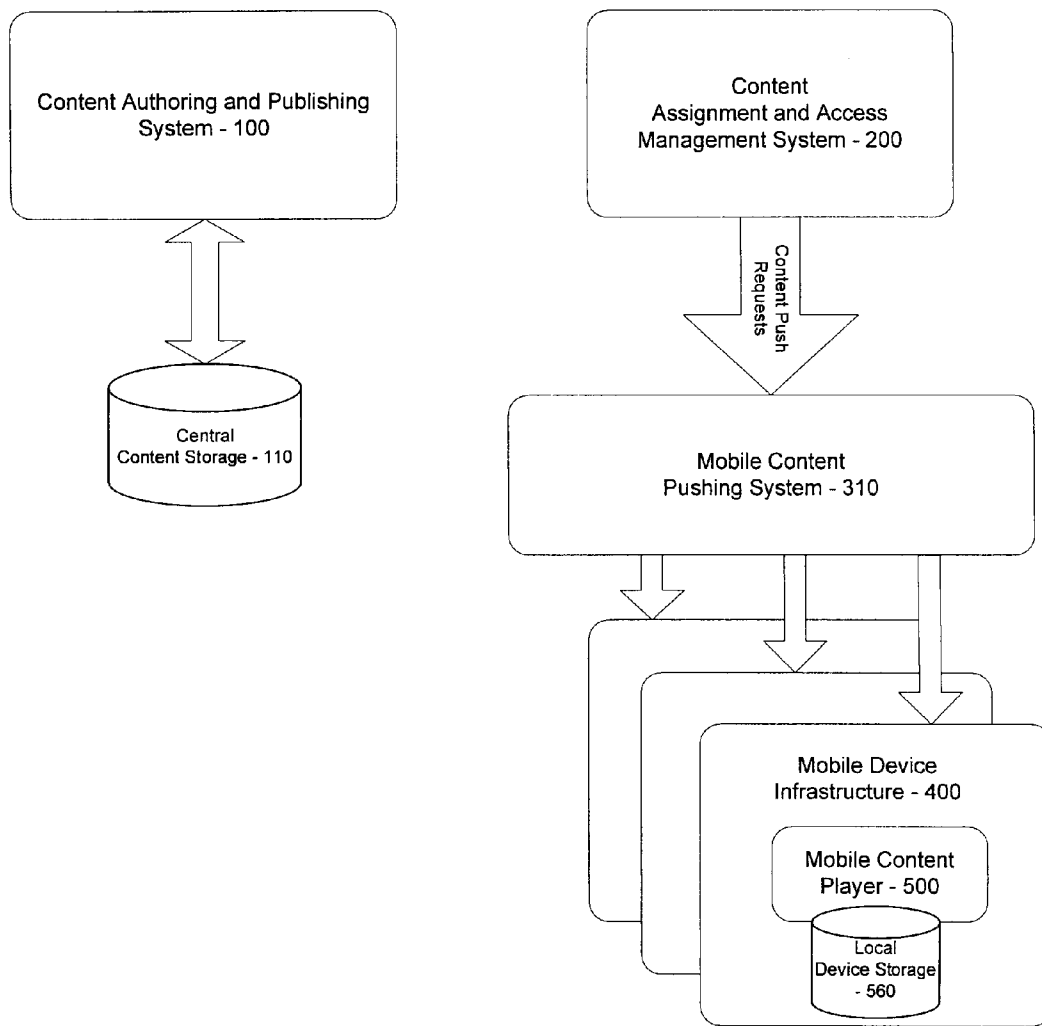 Content Authoring and Publishing
System - 100
Content
Assignment and Access
Management System - 200
Content Push
Requests
Central
Content Storage - 110
Mobile Content
Pushing System - 310
Mobile Device
Infrastructure - 400
Mobile Content
Player - 500
Local
Device Storage
- 560